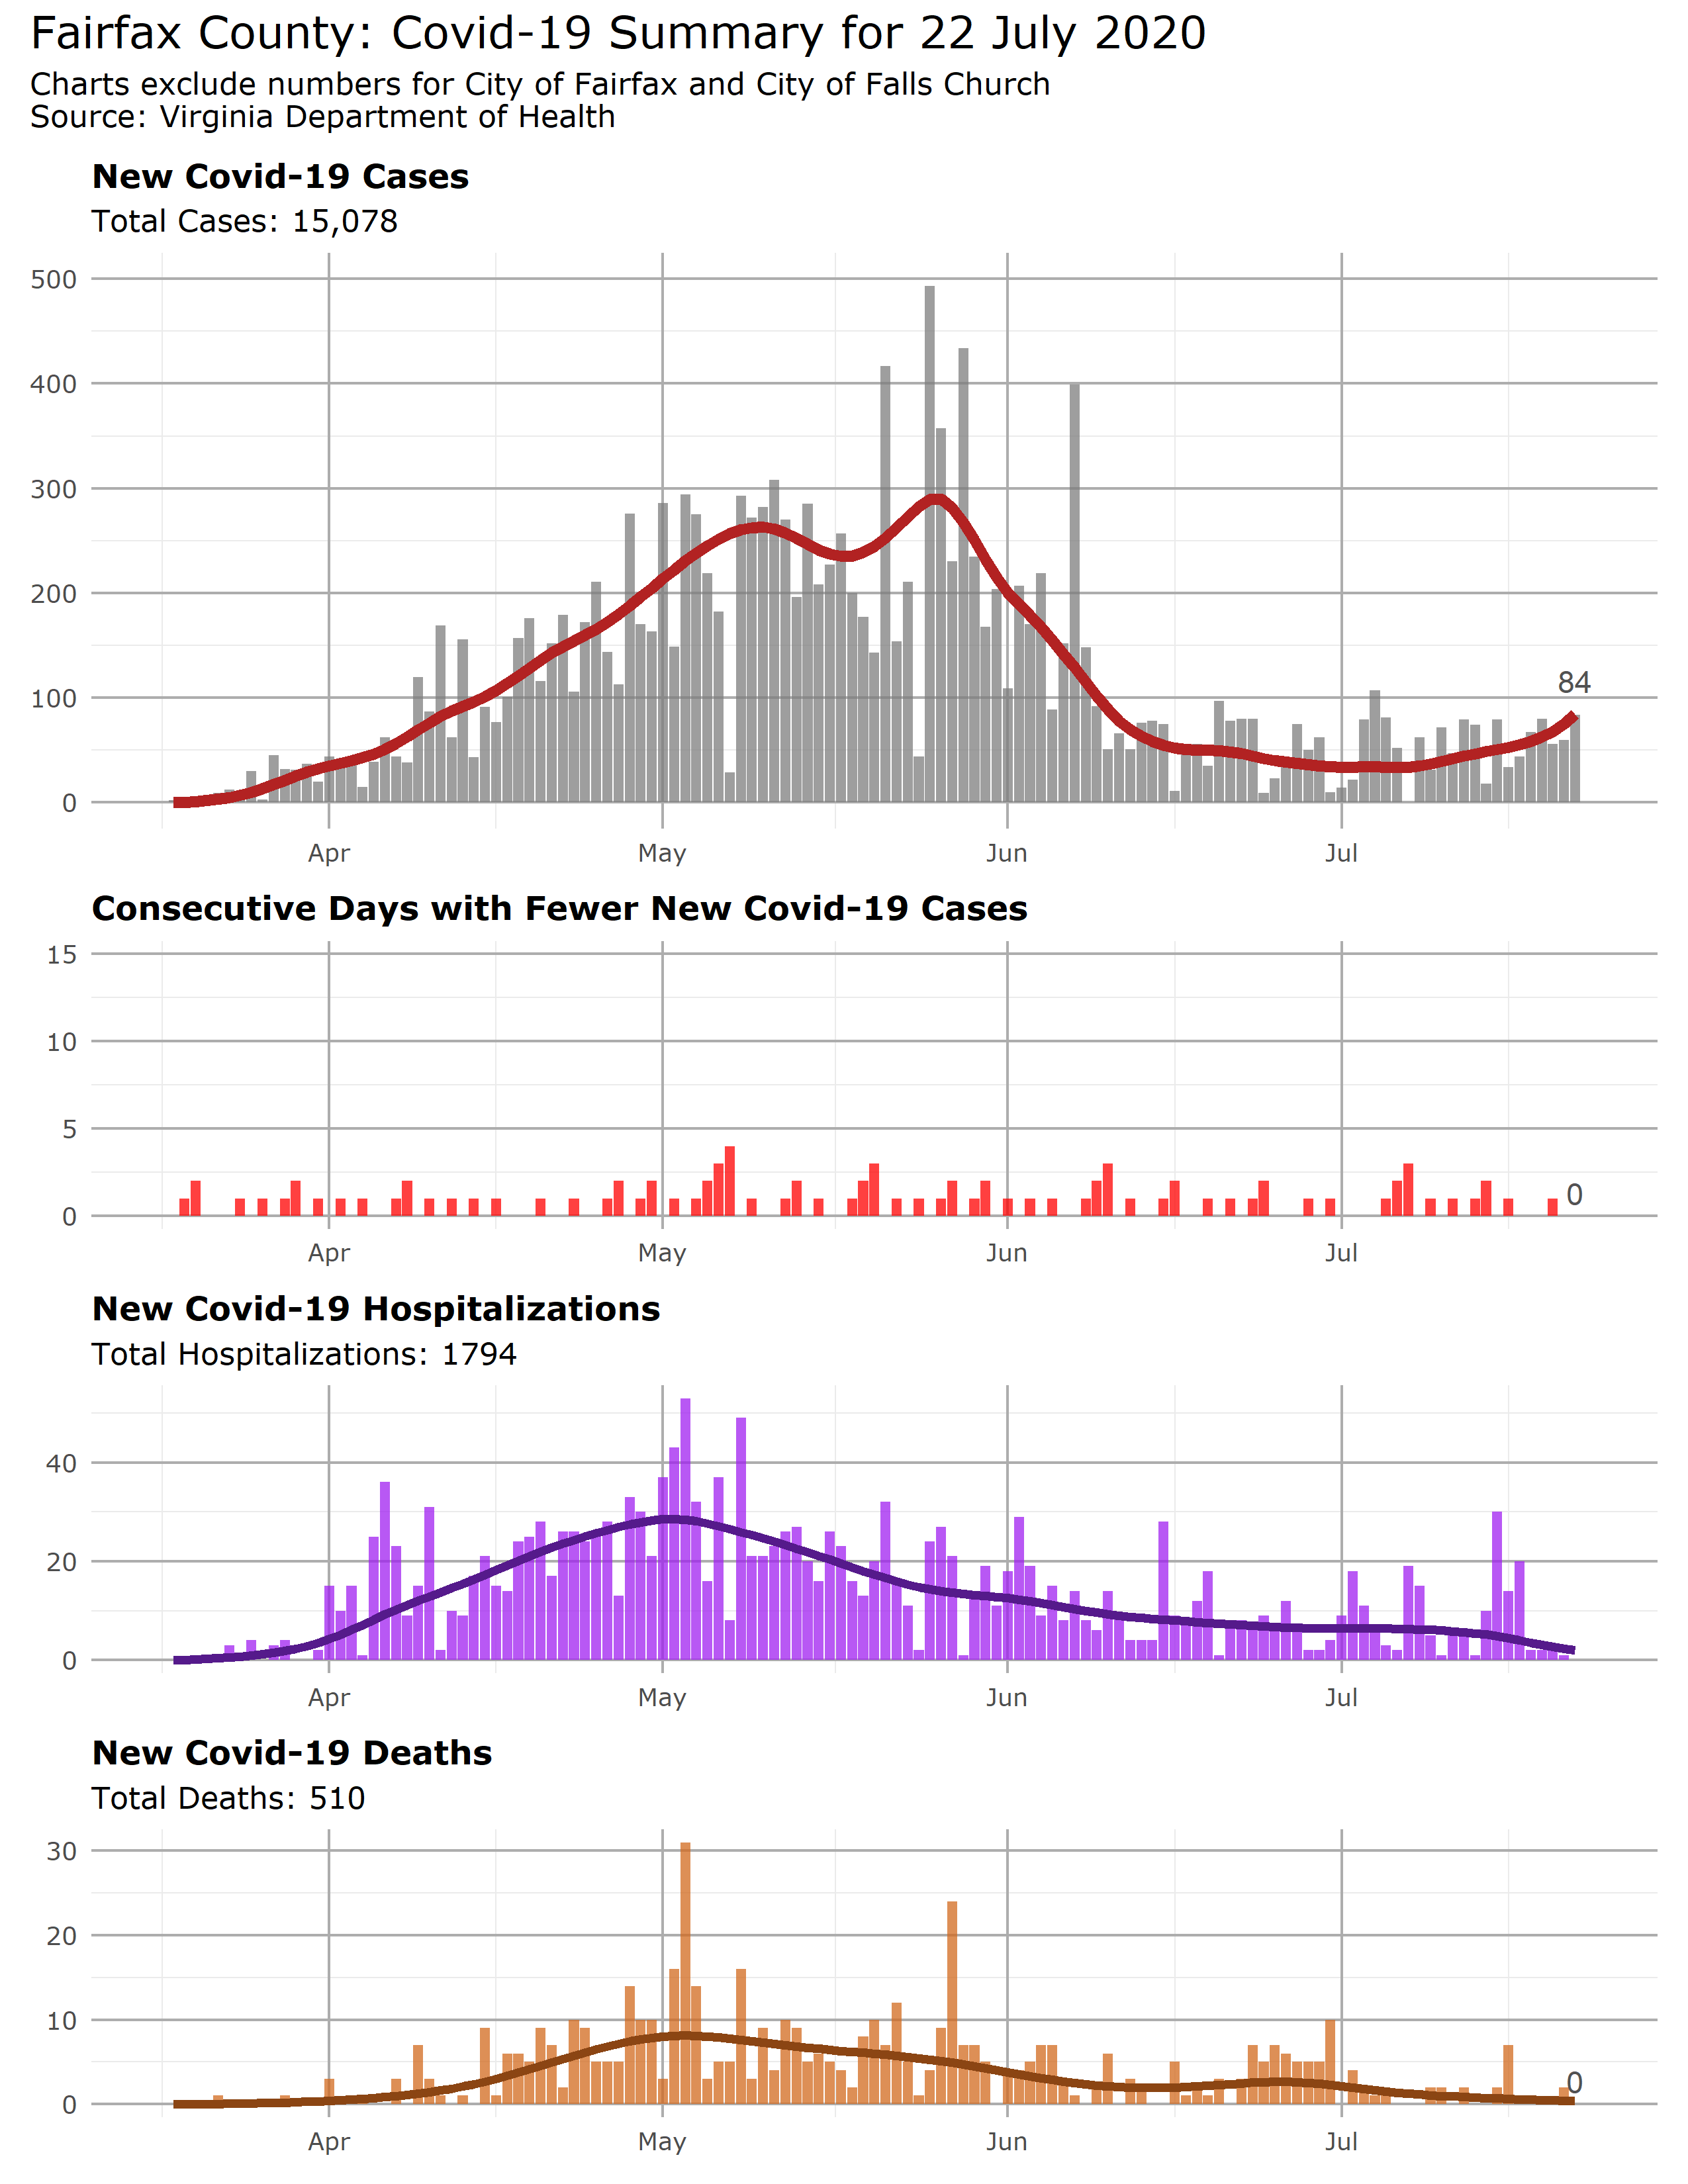 Fairfax County: Covid-19 Summary for 22 July 2020
Charts exclude numbers for City of Fairfax and City of Falls Church
Source: Virginia Department of Health
New Covid-19 Cases
Total Cases: 15,078
500
400
300
200
100
0
84
Apr May Jun Jul
Consecutive Days with Fewer New Covid-19 Cases
15
10
5
0
0
Apr May Jun Jul
New Covid-19 Hospitalizations
Total Hospitalizations: 1794
40
20
0
Apr May Jun Jul
New Covid-19 Deaths
Total Deaths: 510
30
20
10
0
0
Apr May Jun Jul